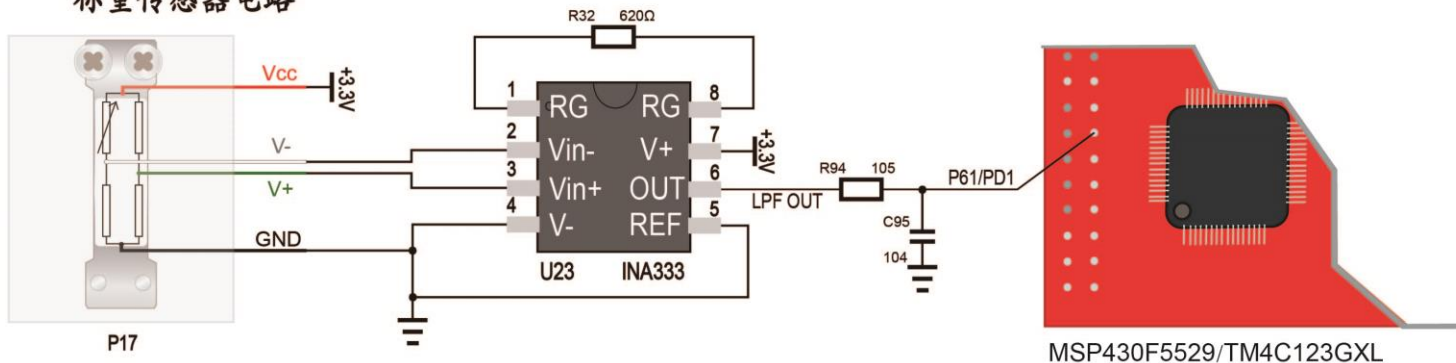 称重传感器电路
R32 620Ω
Vcc
+3.3V
1 RG RG 8
2 Vin- V+ 7
+3.3V
3 Vin+ OUT 6
4 V- REF 5
V-
V+
GND
U23 INA333
LPF OUT
R94 105
C95
104
P61/PD1
P17
MSP430F5529/TM4C123GXL